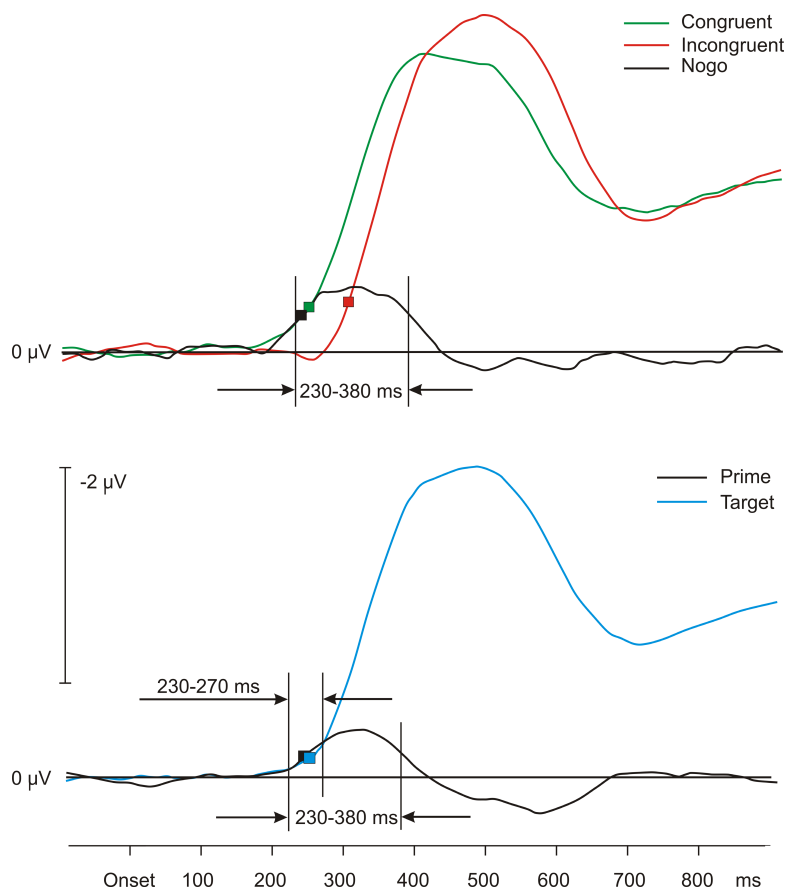 Congruent
Incongruent
Nogo
0 µV
230-380 ms
-2 µV
Prime
Target
230-270 ms
0 µV
230-380 ms
Onset 100 200 300 400 500 600 700 800 ms